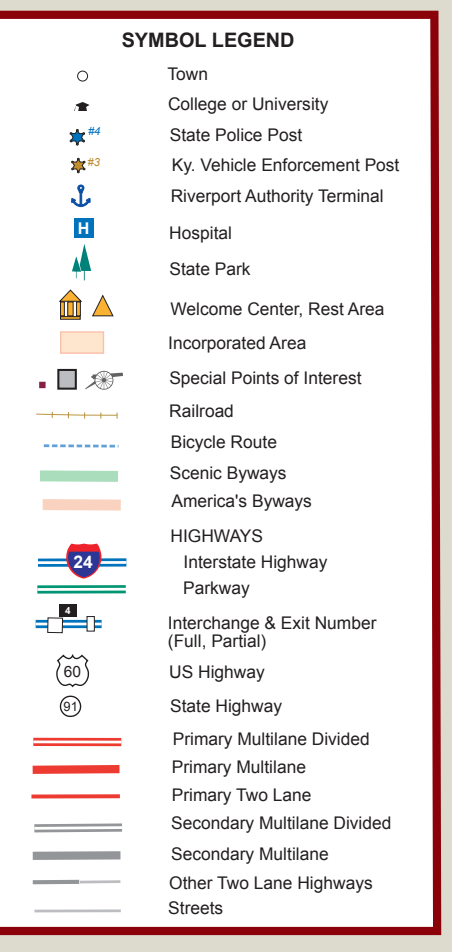 SYMBOL LEGEND
Town
College or University
#4 State Police Post
#3 Ky. Vehicle Enforcement Post
Riverport Authority Terminal
H Hospital
State Park
Welcome Center, Rest Area
Incorporated Area
Special Points of Interest
Railroad
Bicycle Route
Scenic Byways
America's Byways
HIGHWAYS
24 Interstate Highway
Parkway
4 Interchange & Exit Number
(Full, Partial)
60 US Highway
91 State Highway
Primary Multilane Divided
Primary Multilane
Primary Two Lane
Secondary Multilane Divided
Secondary Multilane
Other Two Lane Highways
Streets